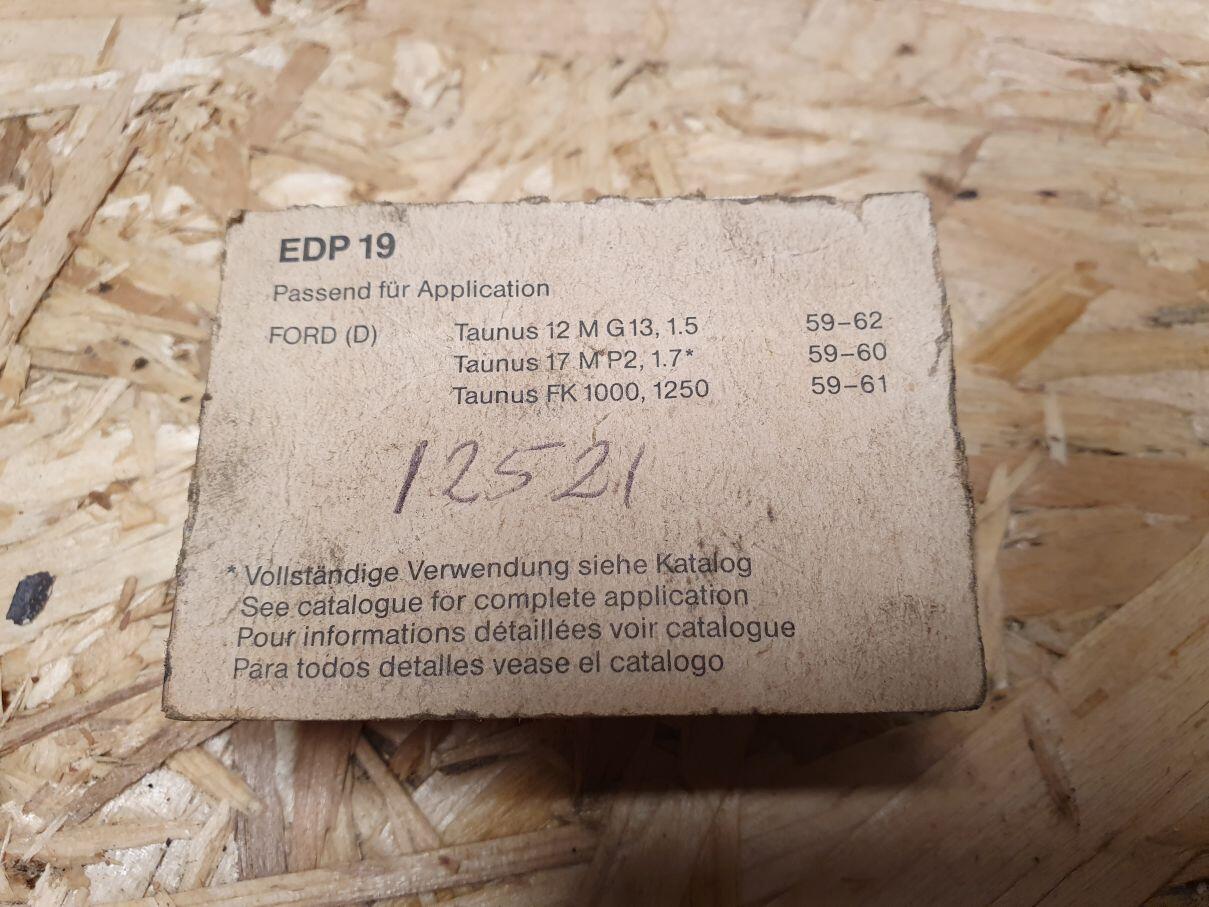 EDP 19
Passend für Application
FORD (D) Taunus 12 M G13, 1.5 59–62
Taunus 17 M P2, 1.7* 59–60
Taunus FK 1000, 1250 59–61
12521
* Vollständige Verwendung siehe Katalog
See catalogue for complete application
Pour informations détaillées voir catalogue
Para todos detalles vease el catalogo